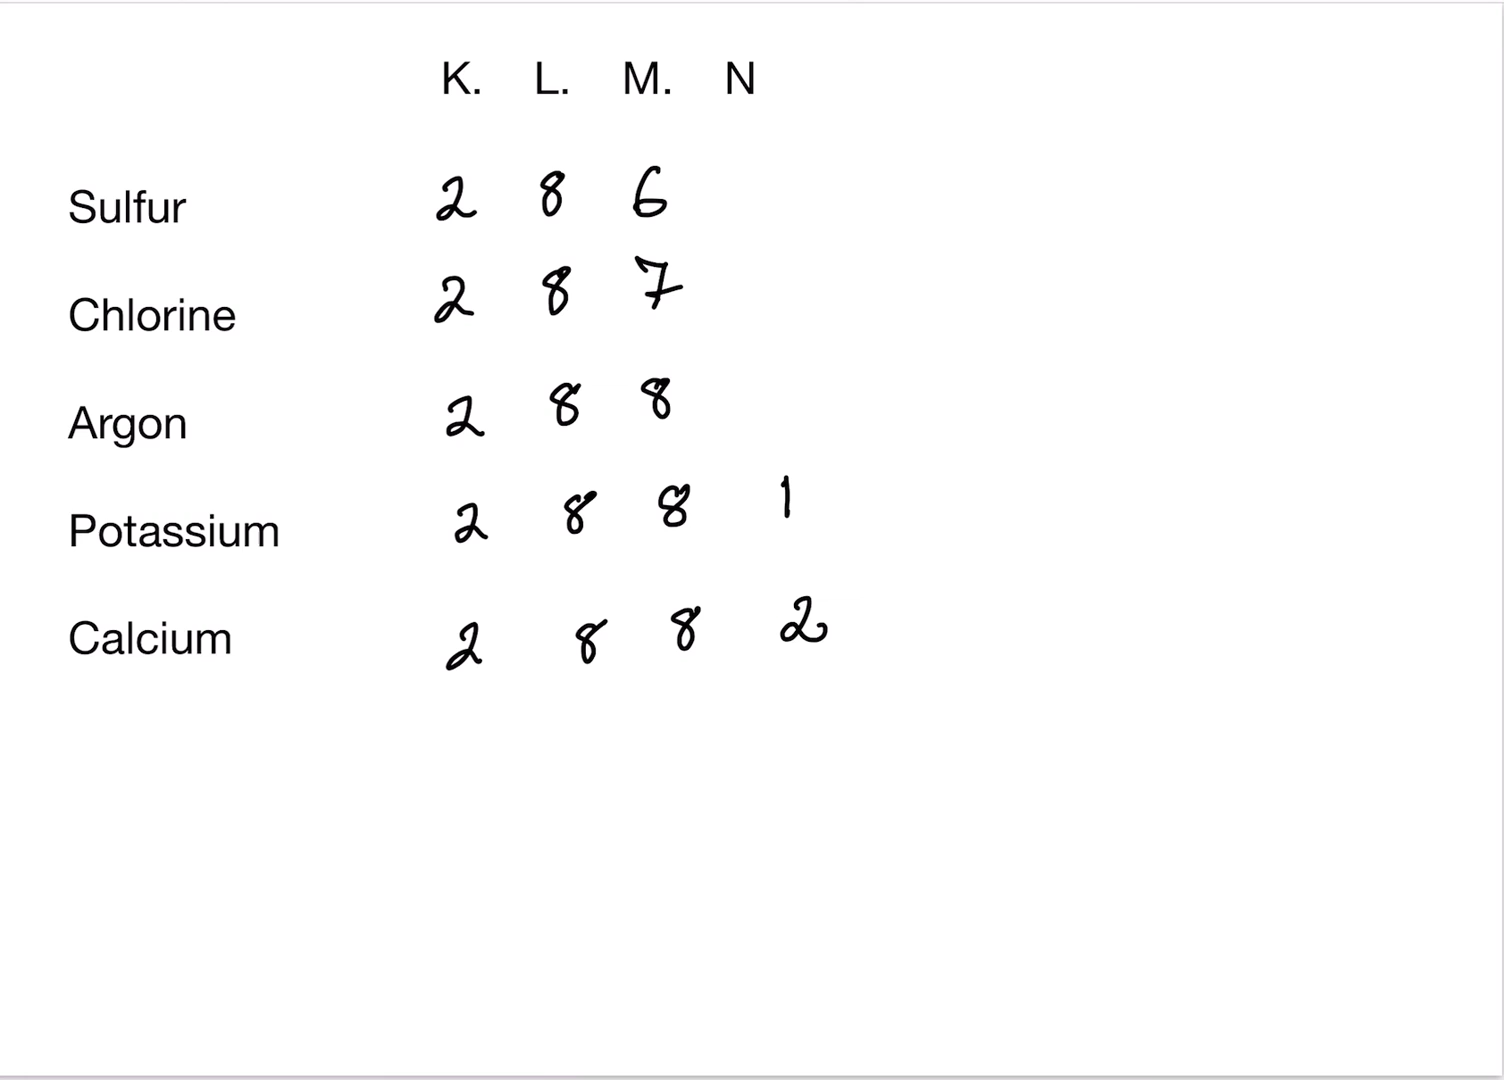 K. L. M. N
Sulfur 2 8 6
Chlorine 2 8 7
Argon 2 8 8
Potassium 2 8 8 1
Calcium 2 8 8 2